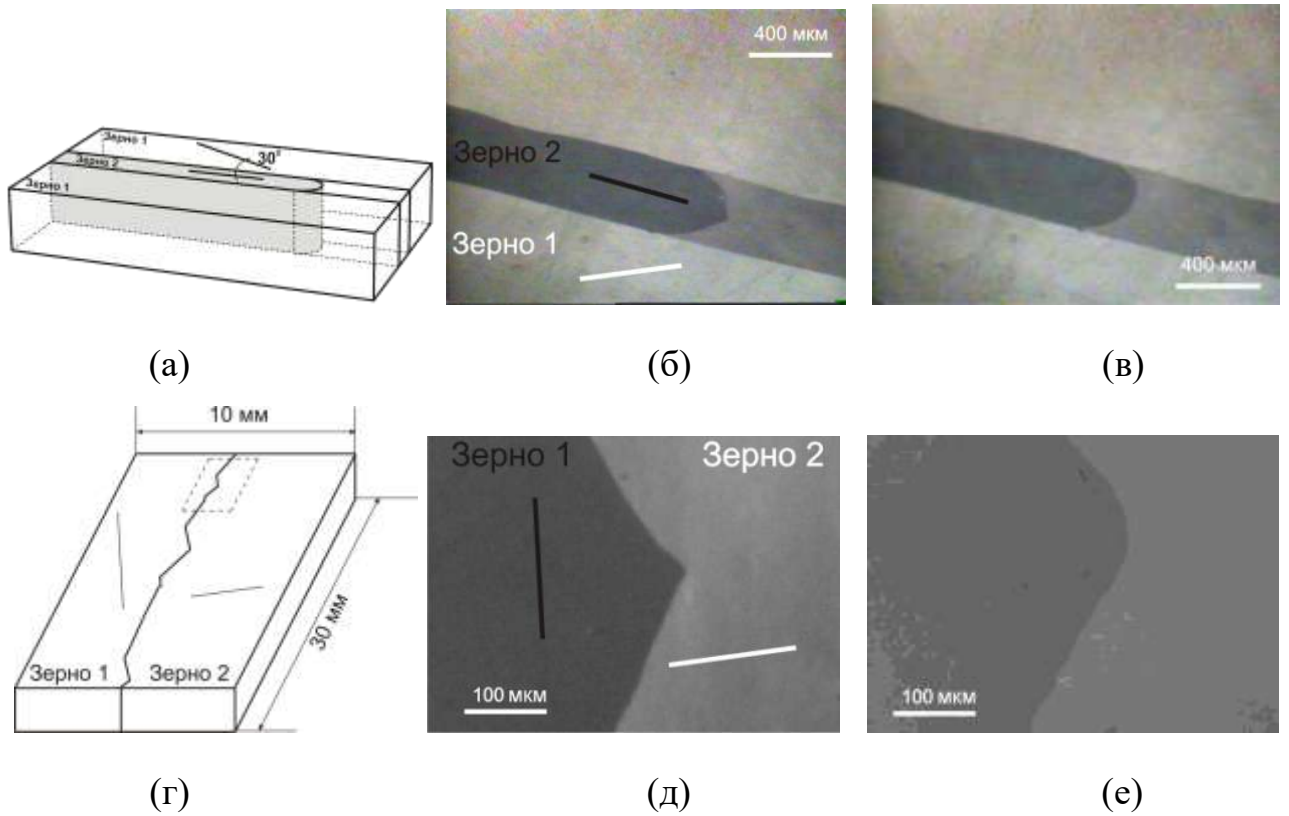 Зерно 1
Зерно 2
Зерно 1
30°
400 мкм
Зерно 2
Зерно 1
400 мкм
(а)
(б)
(в)
10 мм
30 мм
Зерно 1
Зерно 2
Зерно 1
Зерно 2
100 мкм
100 мкм
(г)
(д)
(е)